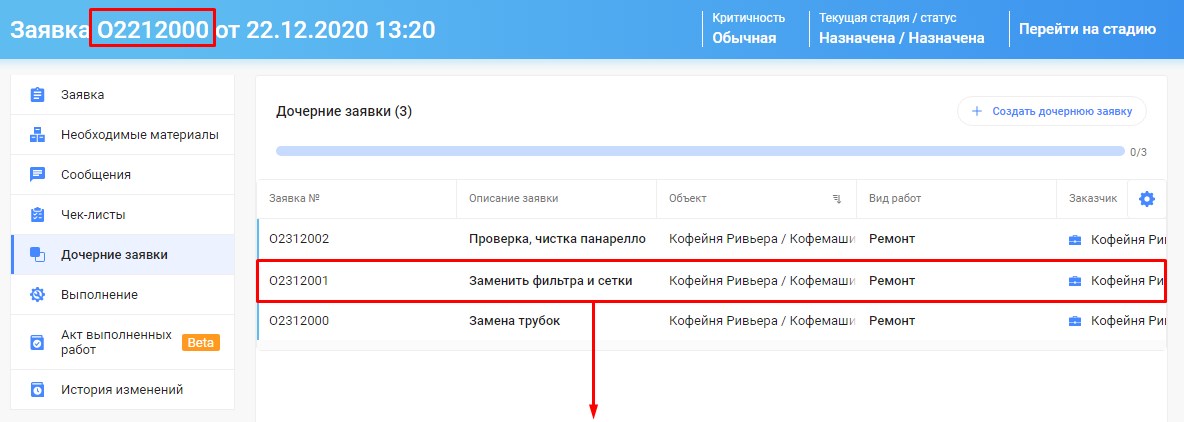 Заявка O2212000 от 22.12.2020 13:20
Критичность
Обычная
Текущая стадия / статус
Назначена / Назначена
Перейти на стадию
Заявка
Необходимые материалы
Сообщения
Чек-листы
Дочерние заявки
Выполнение
Акт выполненных
работ
Beta
История изменений
Дочерние заявки (3)
+ Создать дочернюю заявку
0/3
Заявка № Описание заявки Объект Вид работ Заказчик
O2312002 Проверка, чистка панарелло Кофейня Ривьера / Кофемаши Ремонт Кофейня Рив
O2312001 Заменить фильтра и сетки Кофейня Ривьера / Кофемаши Ремонт Кофейня Ри
O2312000 Замена трубок Кофейня Ривьера / Кофемаши Ремонт Кофейня Рив